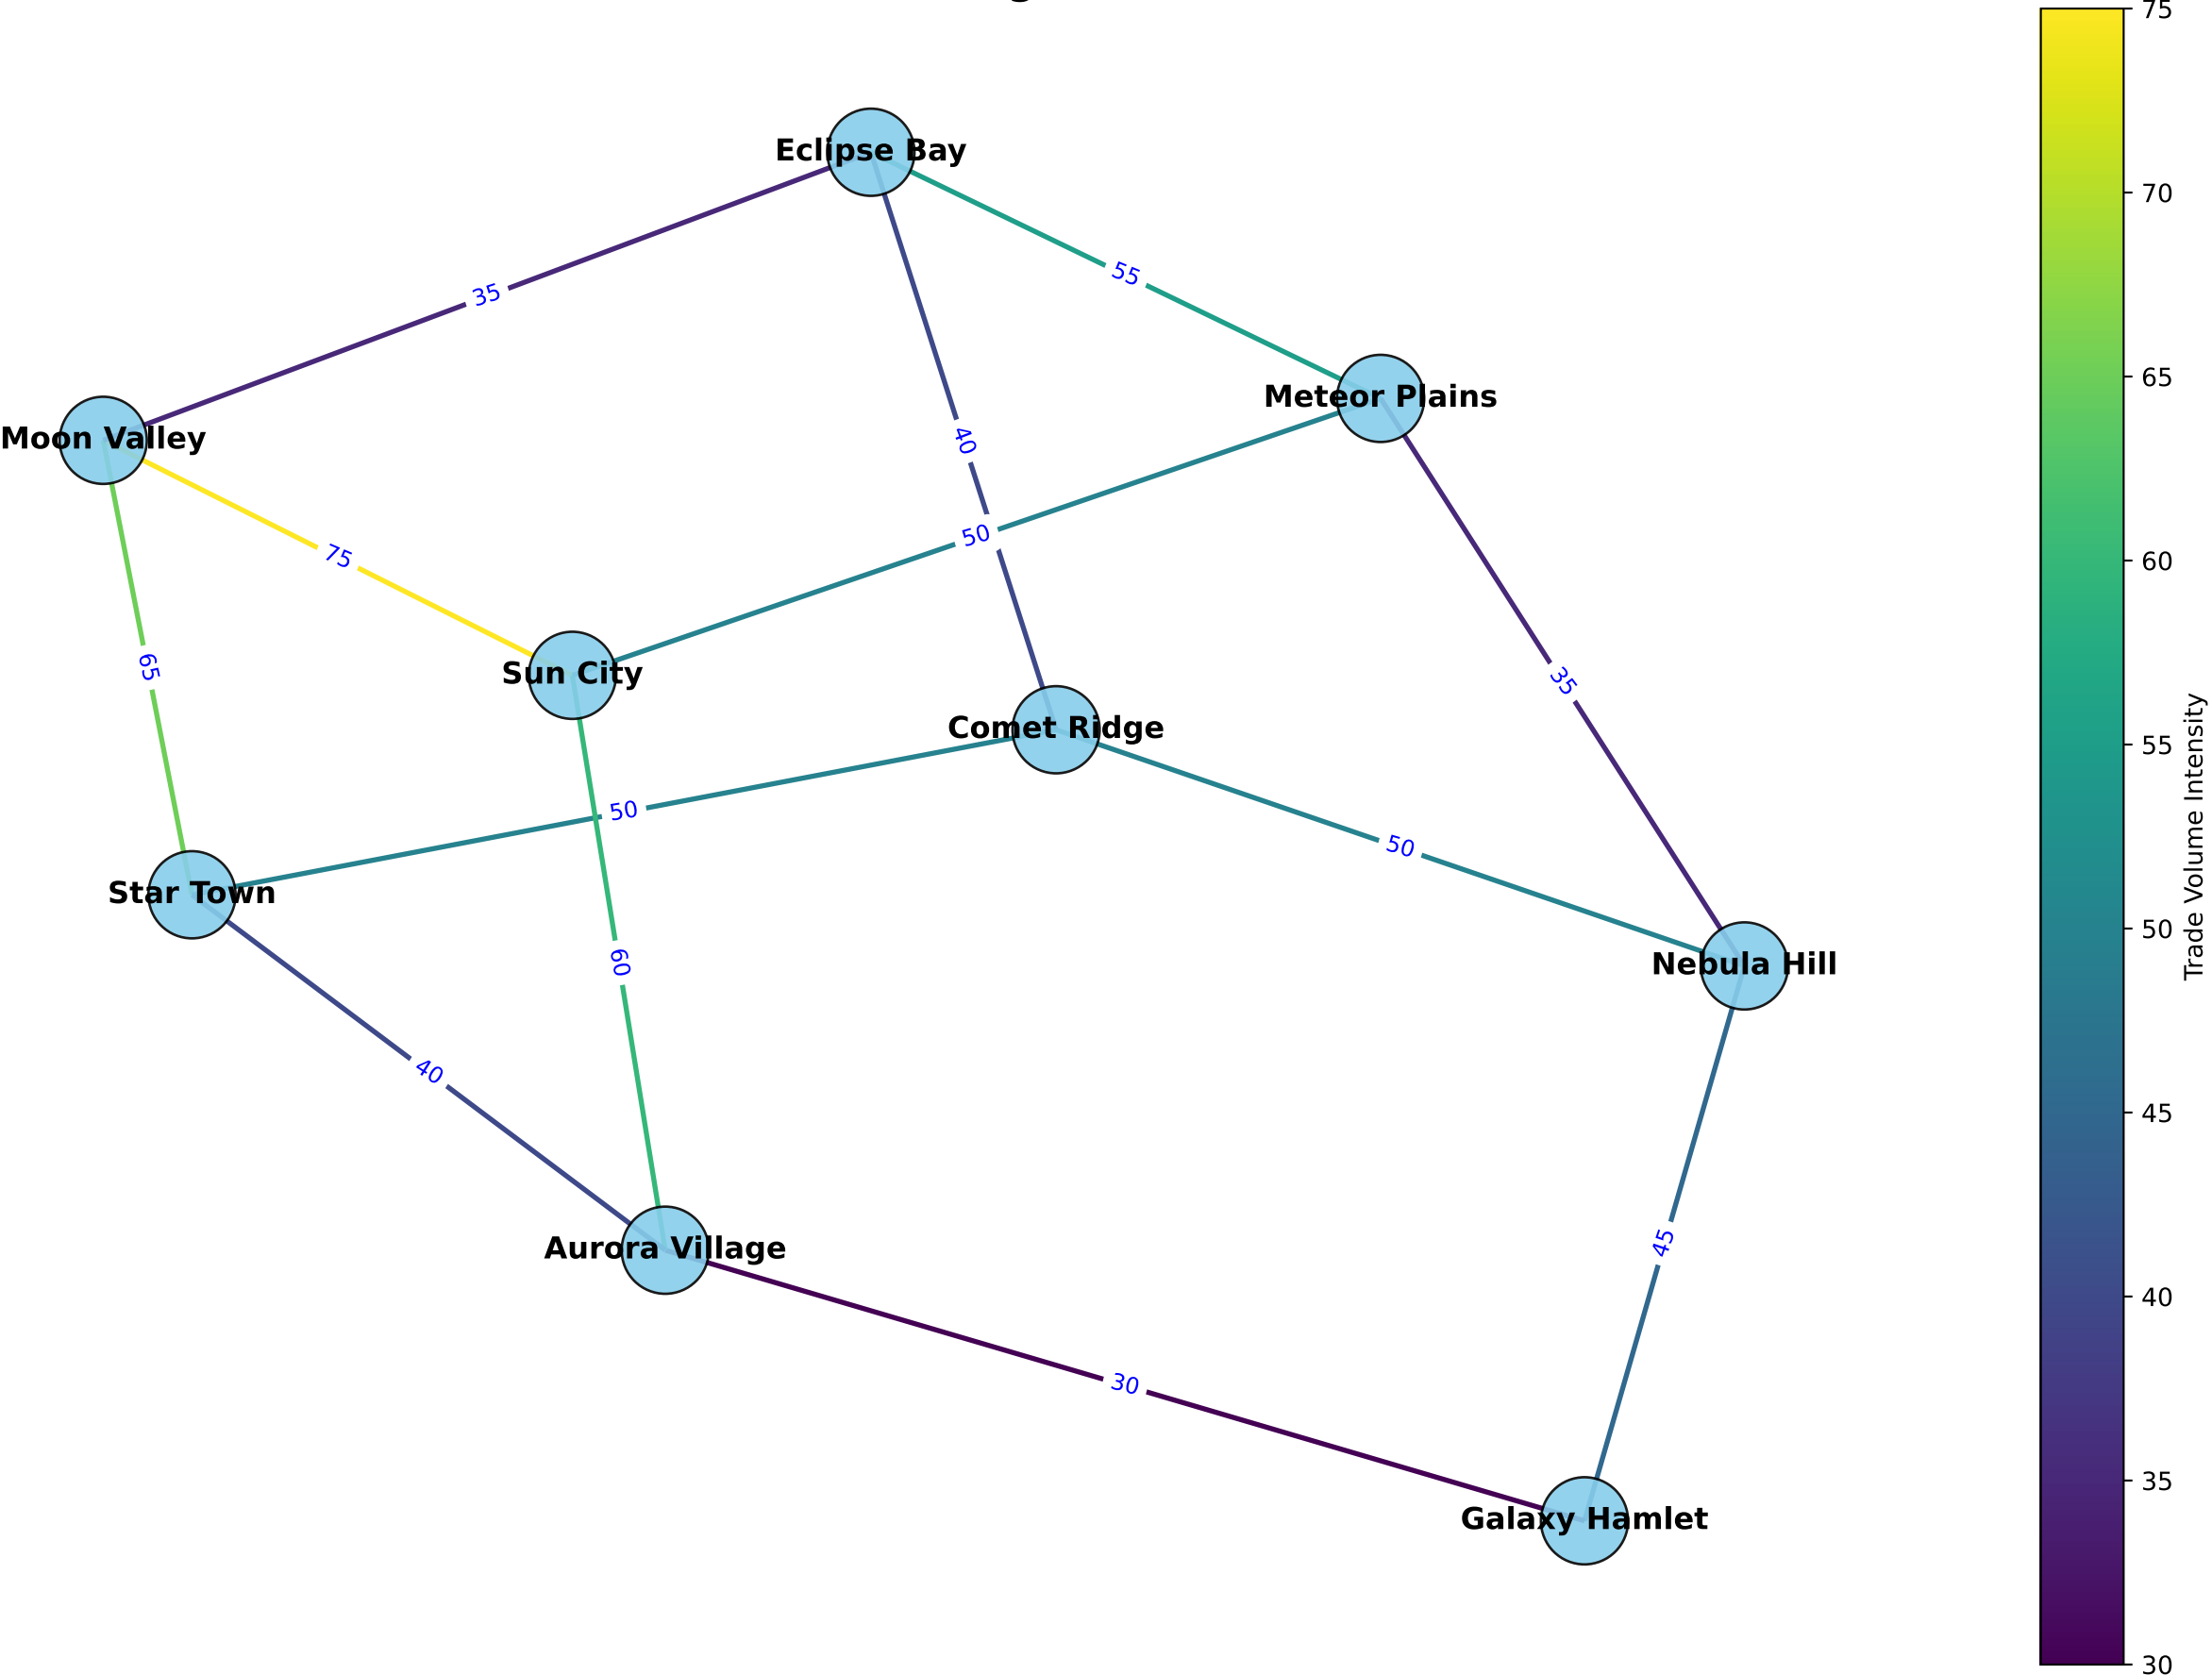 Eclipse Bay
55
35
Meteor Plains
Moon Valley
40
50
75
65
Sun City
35
Comet Ridge
50
50
Star Town
60
Nebula Hill
40
45
Aurora Village
30
Galaxy Hamlet
75
70
65
60
55
50
45
40
35
30
Trade Volume Intensity